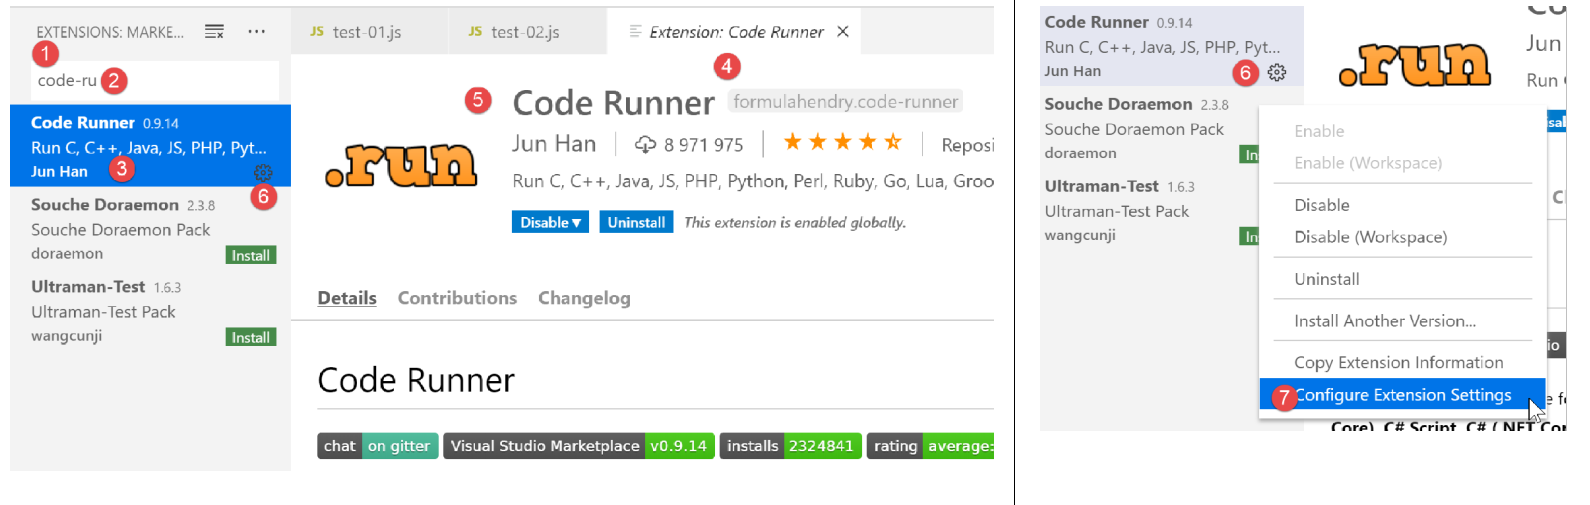 EXTENSIONS: MARKE...
1
code-ru 2
Code Runner 0.9.14
Run C, C++, Java, JS, PHP, Pyt...
Jun Han 3
6
Souche Doraemon 2.3.8
Souche Doraemon Pack
doraemon Install
Ultraman-Test 1.6.3
Ultraman-Test Pack
wangcunji Install
JS test-01.js JS test-02.js Extension: Code Runner ×
4
5 Code Runner formulahendry.code-runner
Jun Han 8 971 975 Reposi
.run
Run C, C++, Java, JS, PHP, Python, Perl, Ruby, Go, Lua, Groo
Disable▼ Uninstall This extension is enabled globally.
Details Contributions Changelog
Code Runner
chat on gitter Visual Studio Marketplace v0.9.14 installs 2324841 rating average:
Code Runner 0.9.14
Run C, C++, Java, JS, PHP, Pyt...
Jun Han 6
Souche Doraemon 2.3.8
Souche Doraemon Pack
doraemon In
Ultraman-Test 1.6.3
Ultraman-Test Pack
wangcunji In
.run
Jun
Run
Enable
Enable (Workspace)
Disable
Disable (Workspace)
Uninstall
Install Another Version...
Copy Extension Information
7 Configure Extension Settings
Core), C# Script, C# (.NET Cor